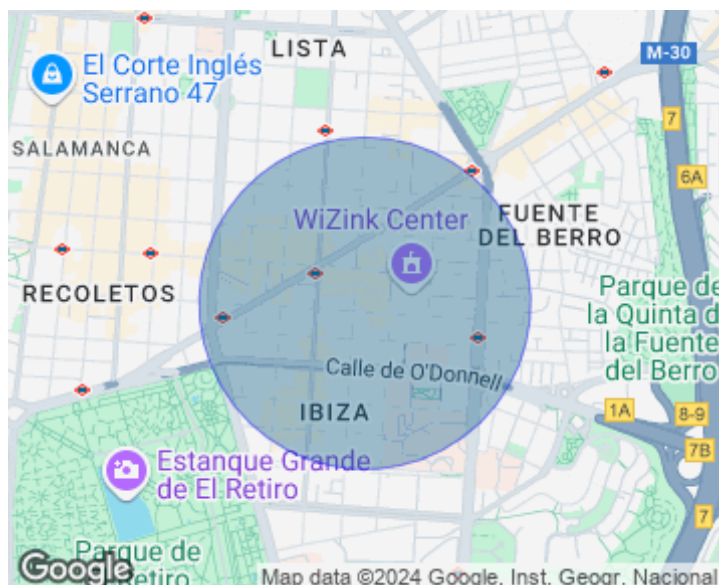 LISTA
M-30
El Corte Inglés
Serrano 47
7
SALAMANCA
6A
WiZink Center
FUENTE
DEL BERRO
RECOLETOS
Parque de
la Quinta d
la Fuente
del Berro
Calle de O'Donnell
IBIZA
1A
8-9
7B
Estanque Grande
de El Retiro
7
Google
Parque de
El Retiro
Map data ©2024 Google, Inst. Geogr. Nacional